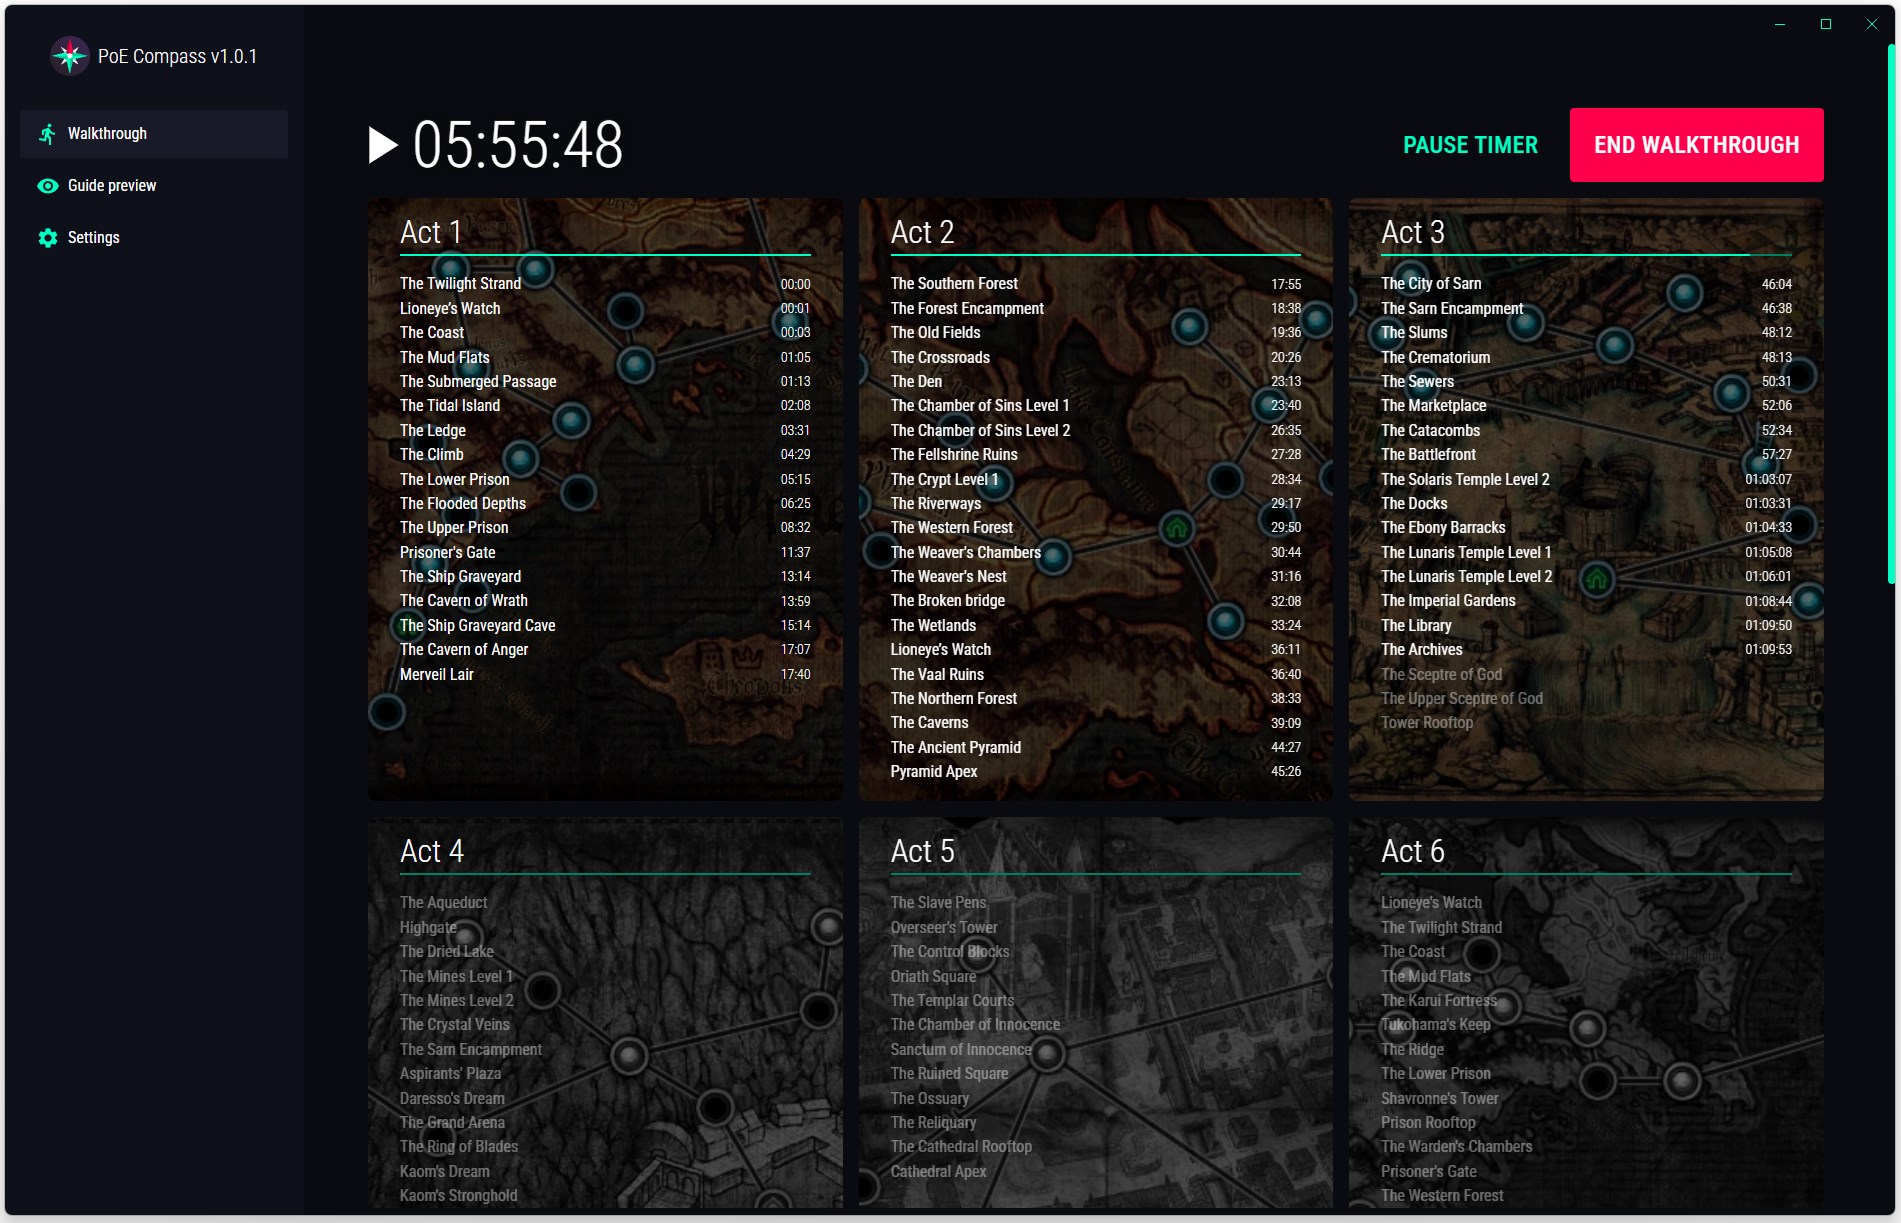 PoE Compass v1.0.1
Walkthrough
Guide preview
Settings
05:55:48
PAUSE TIMER
END WALKTHROUGH
Act 1
The Twilight Strand 00:00
Lioneye's Watch 00:01
The Coast 00:03
The Mud Flats 01:05
The Submerged Passage 01:13
The Tidal Island 02:08
The Ledge 03:31
The Climb 04:29
The Lower Prison 05:15
The Flooded Depths 06:25
The Upper Prison 08:32
Prisoner's Gate 11:37
The Ship Graveyard 13:14
The Cavern of Wrath 13:59
The Ship Graveyard Cave 15:14
The Cavern of Anger 17:07
Merveil Lair 17:40
Act 2
The Southern Forest 17:55
The Forest Encampment 18:38
The Old Fields 19:36
The Crossroads 20:26
The Den 23:13
The Chamber of Sins Level 1 23:40
The Chamber of Sins Level 2 26:35
The Fellshrine Ruins 27:28
The Crypt Level 1 28:34
The Riverways 29:17
The Western Forest 29:50
The Weaver's Chambers 30:44
The Weaver's Nest 31:16
The Broken bridge 32:08
The Wetlands 33:24
Lioneye's Watch 36:11
The Vaal Ruins 36:40
The Northern Forest 38:33
The Caverns 39:09
The Ancient Pyramid 44:27
Pyramid Apex 45:26
Act 3
The City of Sarn 46:04
The Sarn Encampment 46:38
The Slums 48:12
The Crematorium 48:13
The Sewers 50:31
The Marketplace 52:06
The Catacombs 52:34
The Battlefront 57:27
The Solaris Temple Level 2 01:03:07
The Docks 01:03:31
The Ebony Barracks 01:04:33
The Lunaris Temple Level 1 01:05:08
The Lunaris Temple Level 2 01:06:01
The Imperial Gardens 01:08:44
The Library 01:09:50
The Archives 01:09:53
The Sceptre of God
The Upper Sceptre of God
Tower Rooftop
Act 4
The Aqueduct
Highgate
The Dried Lake
The Mines Level 1
The Mines Level 2
The Crystal Veins
The Sarn Encampment
Aspirants' Plaza
Daresso's Dream
The Grand Arena
The Ring of Blades
Kaom's Dream
Kaom's Stronghold
Act 5
The Slave Pens
Overseer's Tower
The Control Blocks
Oriath Square
The Templar Courts
The Chamber of Innocence
Sanctum of Innocence
The Ruined Square
The Ossuary
The Reliquary
The Cathedral Rooftop
Cathedral Apex
Act 6
Lioneye's Watch
The Twilight Strand
The Coast
The Mud Flats
The Karui Fortress
Tukohama's Keep
The Ridge
The Lower Prison
Shavronne's Tower
Prison Rooftop
The Warden's Chambers
Prisoner's Gate
The Western Forest